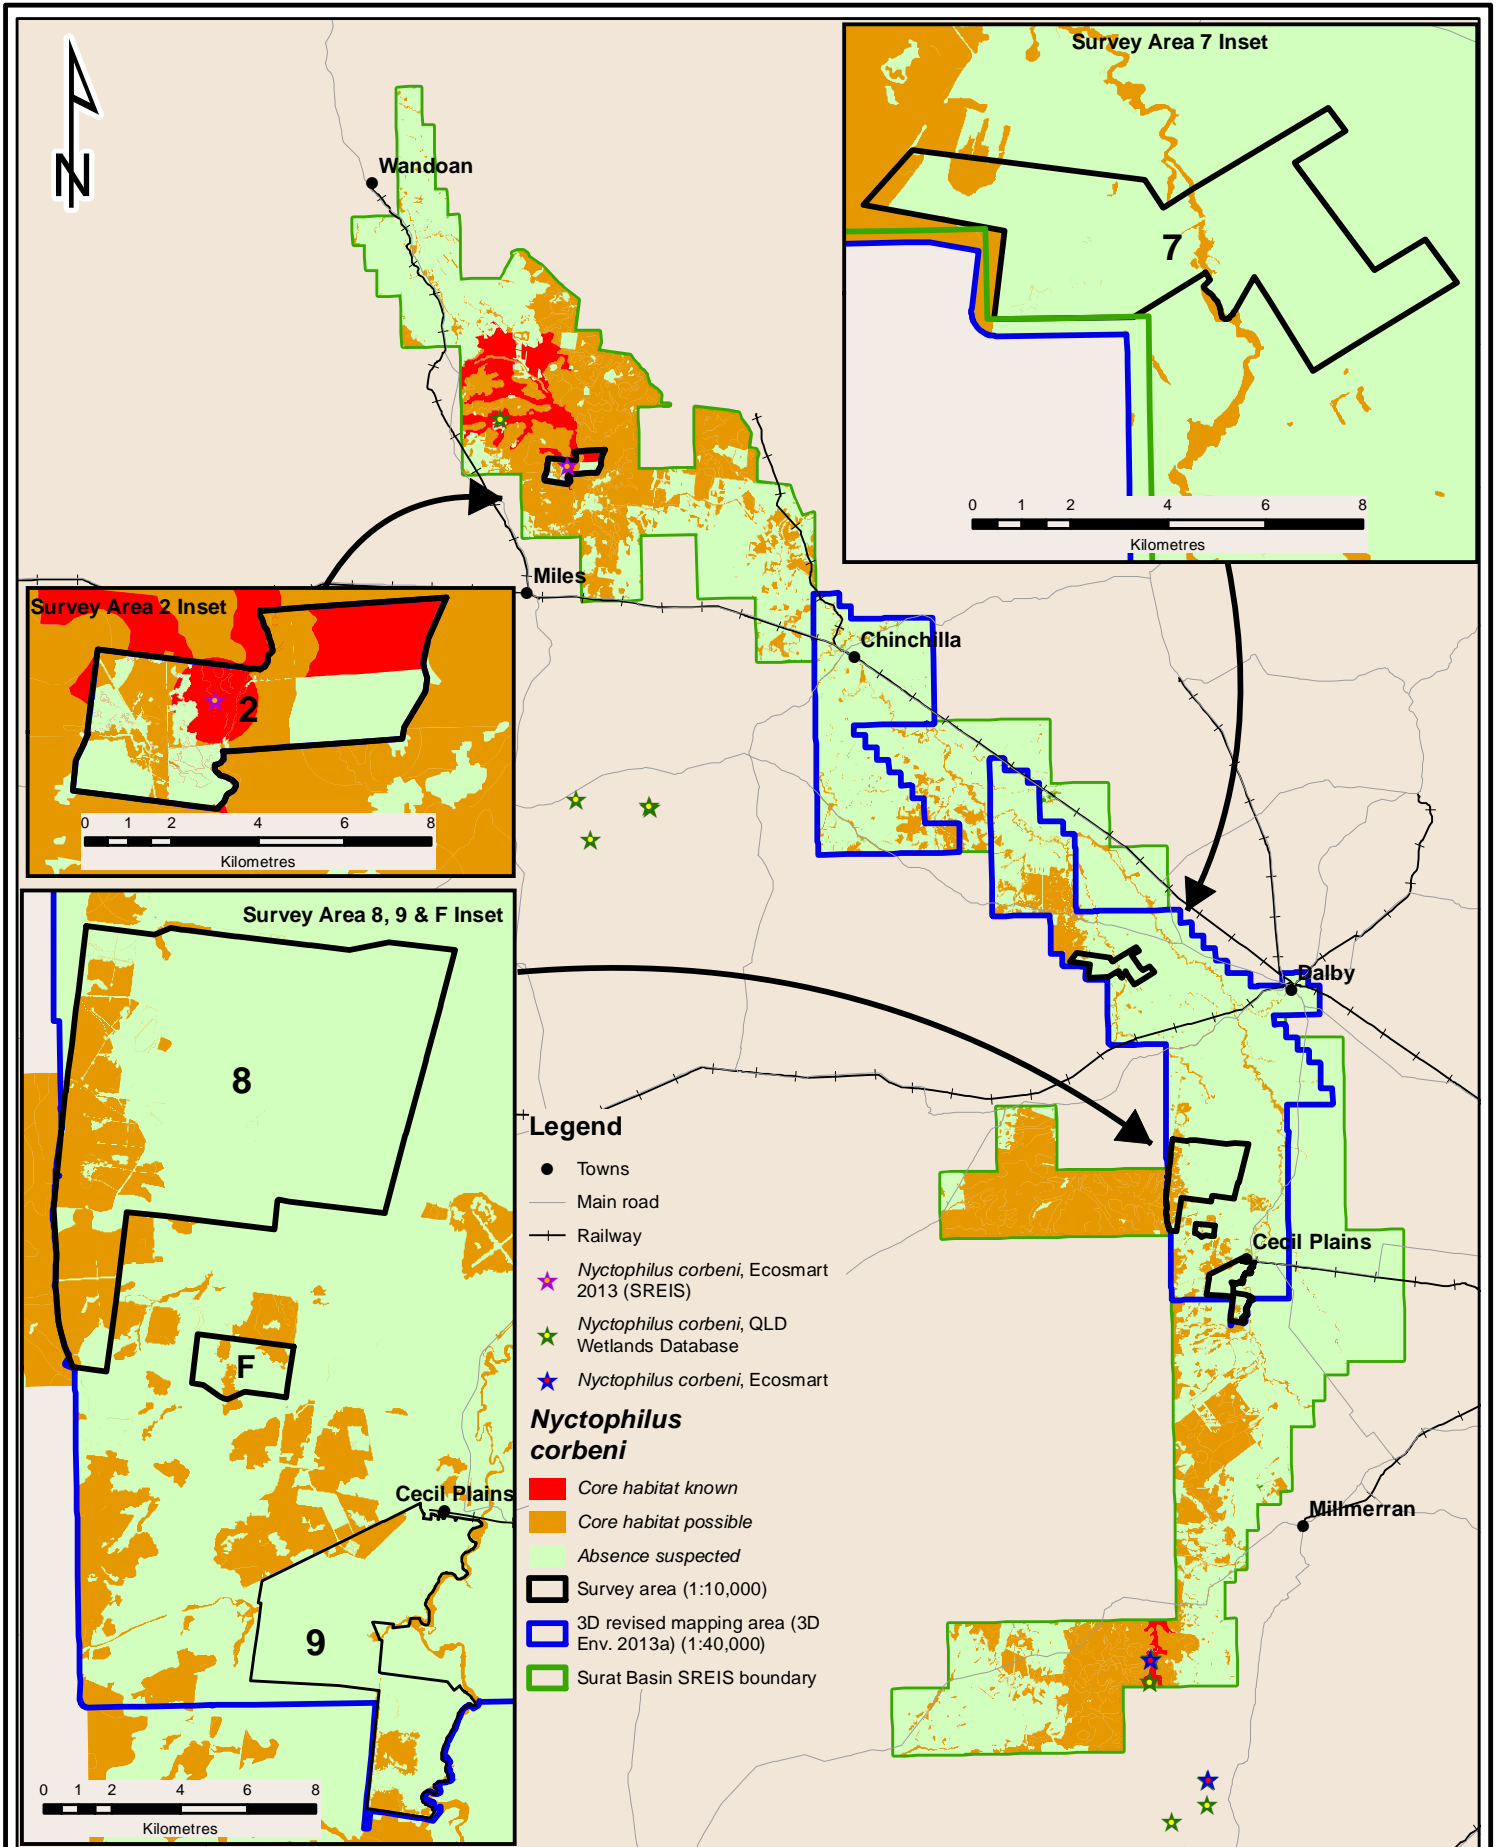 Survey Area 7 Inset
N
Wandoan
7
0 1 2 4 6 8
Kilometres
Miles
Survey Area 2 Inset
2
0 1 2 4 6 8
Kilometres
Chinchilla
Survey Area 8, 9 & F Inset
8
F
Cecil Plains
9
0 1 2 4 6 8
Kilometres
Dalby
Cecil Plains
Millmerran
Legend
Towns
Main road
Railway
Nyctophilus corbeni, Ecosmart
2013 (SREIS)
Nyctophilus corbeni, QLD
Wetlands Database
Nyctophilus corbeni, Ecosmart
Nyctophilus
corbeni
Core habitat known
Core habitat possible
Absence suspected
Survey area (1:10,000)
3D revised mapping area (3D
Env. 2013a) (1:40,000)
Surat Basin SREIS boundary